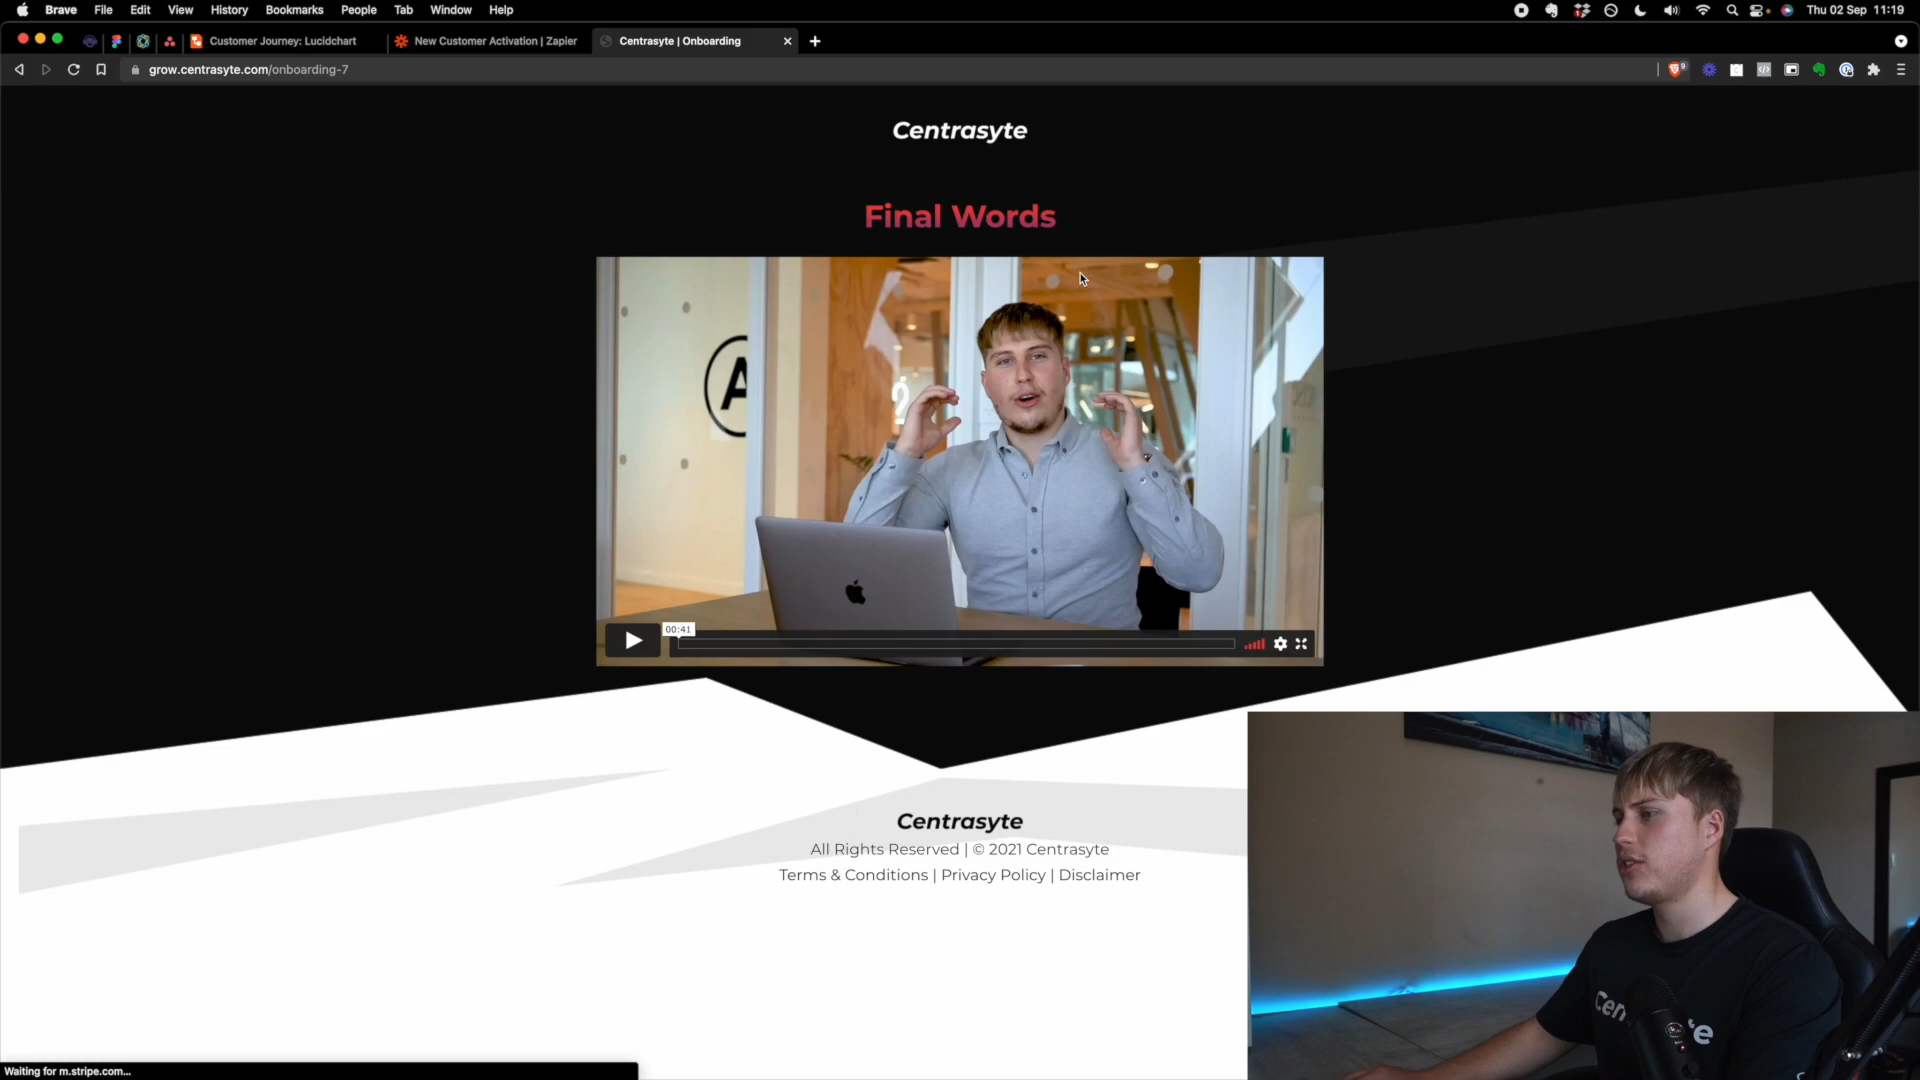 Brave File Edit View History Bookmarks People Tab Window Help
Thu 02 Sep 11:19
Customer Journey: Lucidchart
New Customer Activation | Zapier
Centrasyte | Onboarding
grow.centrasyte.com/onboarding-7
Centrasyte
Final Words
A
2
00:41
Centrasyte
All Rights Reserved | © 2021 Centrasyte
Terms & Conditions | Privacy Policy | Disclaimer
Waiting for m.stripe.com...